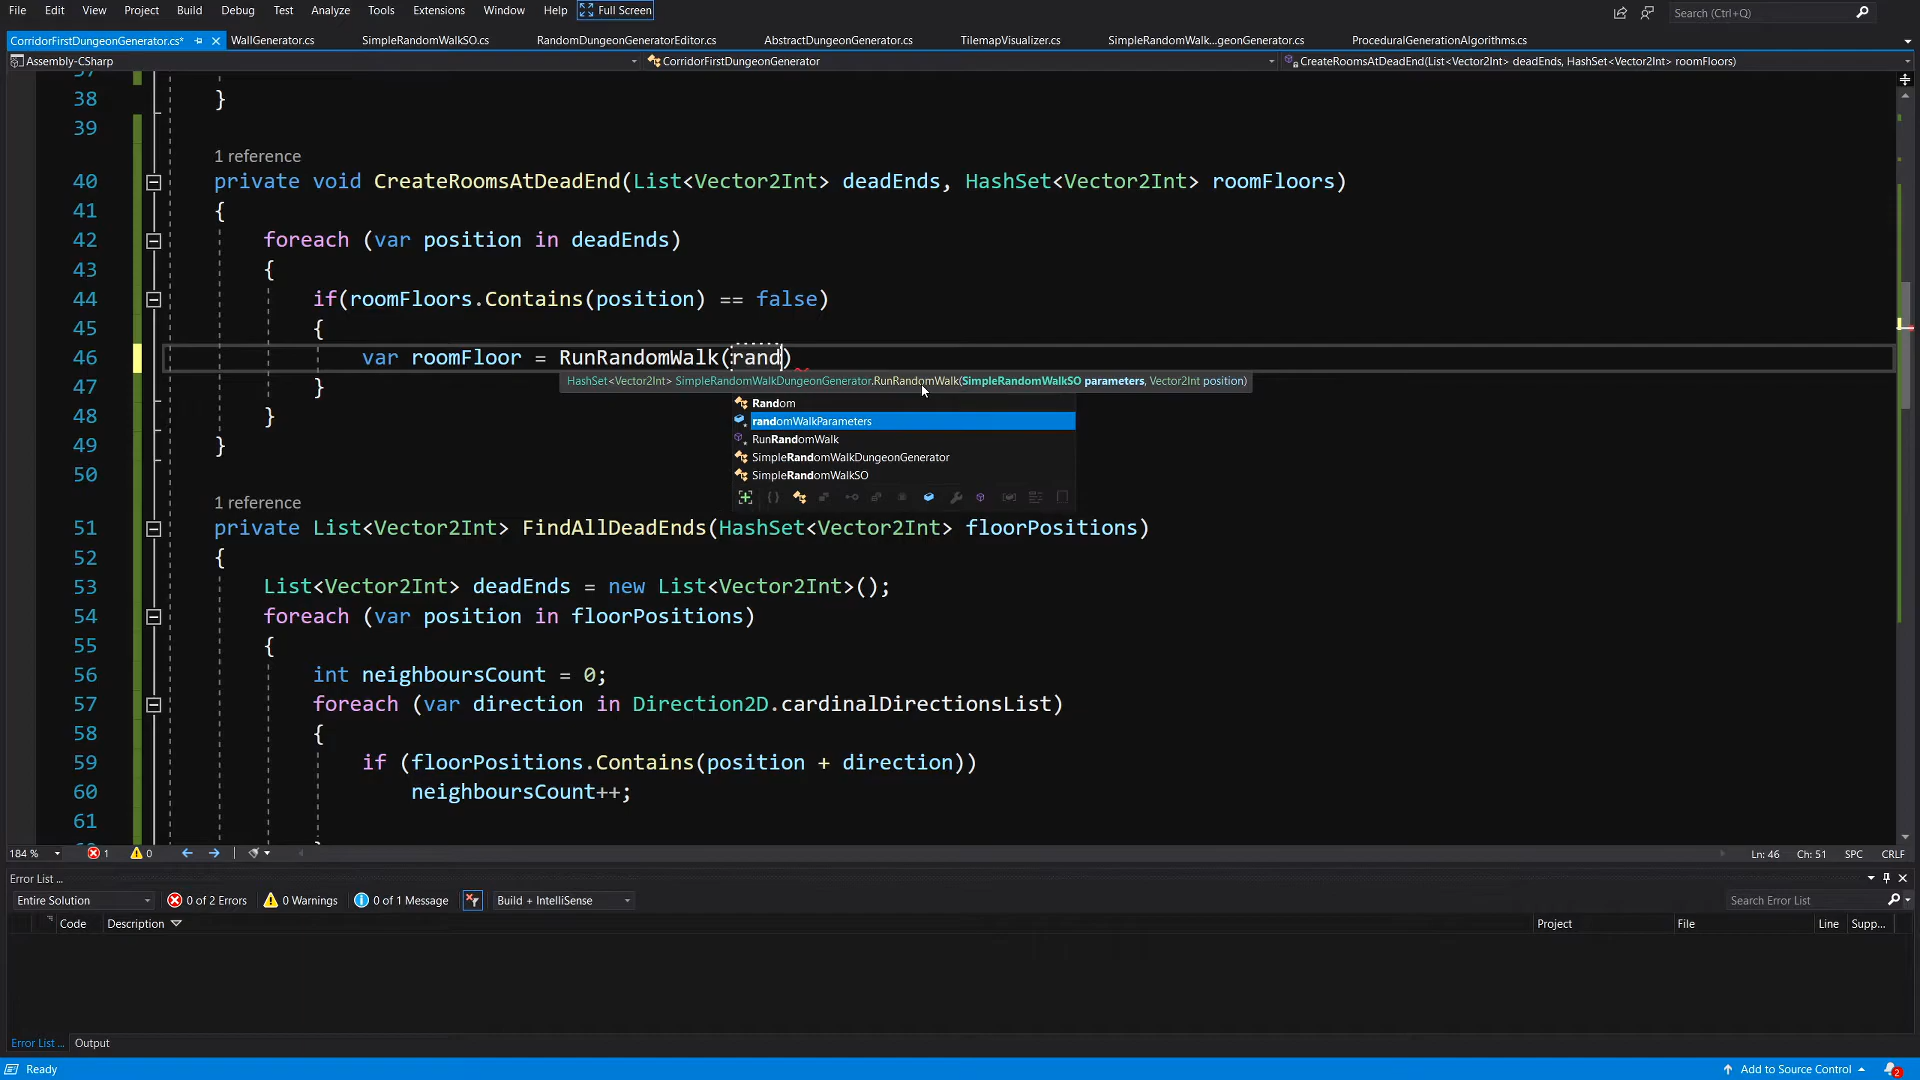 File Edit View Project Build Debug Test Analyze Tools Extensions Window Help Full Screen Search (Ctrl+Q)
CorridorFirstDungeonGenerator.cs* WallGenerator.cs SimpleRandomWalkSO.cs RandomDungeonGeneratorEditor.cs AbstractDungeonGenerator.cs TilemapVisualizer.cs SimpleRandomWalk...geonGenerator.cs ProceduralGenerationAlgorithms.cs
Assembly-CSharp CorridorFirstDungeonGenerator CreateRoomsAtDeadEnd(List<Vector2Int> deadEnds, HashSet<Vector2Int> roomFloors)
38 }
39
1 reference
40 private void CreateRoomsAtDeadEnd(List<Vector2Int> deadEnds, HashSet<Vector2Int> roomFloors)
41 {
42 foreach (var position in deadEnds)
43 {
44 if(roomFloors.Contains(position) == false)
45 {
46 var roomFloor = RunRandomWalk(rand)
HashSet<Vector2Int> SimpleRandomWalkDungeonGenerator.RunRandomWalk(SimpleRandomWalkSO parameters, Vector2Int position)
47 }
Random
randomWalkParameters
48 }
RunRandomWalk
49 }
SimpleRandomWalkDungeonGenerator
50
SimpleRandomWalkSO
1 reference
51 private List<Vector2Int> FindAllDeadEnds(HashSet<Vector2Int> floorPositions)
52 {
53 List<Vector2Int> deadEnds = new List<Vector2Int>();
54 foreach (var position in floorPositions)
55 {
56 int neighboursCount = 0;
57 foreach (var direction in Direction2D.cardinalDirectionsList)
58 {
59 if (floorPositions.Contains(position + direction))
60 neighboursCount++;
61
184 % 1 0 Ln: 46 Ch: 51 SPC CRLF
Error List ...
Entire Solution 0 of 2 Errors 0 Warnings 0 of 1 Message Build + IntelliSense Search Error List
Code Description Project File Line Supp...
Error List ... Output
Ready Add to Source Control 2